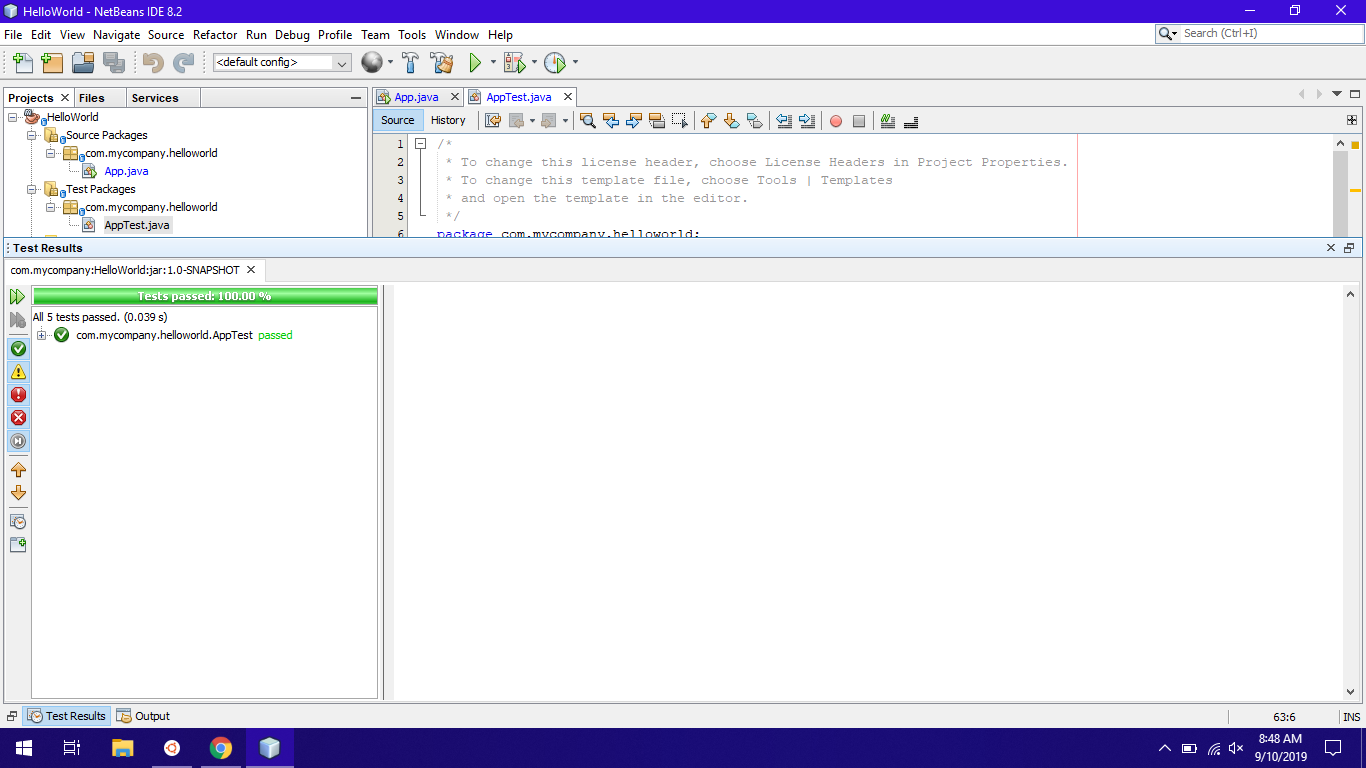 HelloWorld - NetBeans IDE 8.2
File Edit View Navigate Source Refactor Run Debug Profile Team Tools Window Help
Search (Ctrl+I)
<default config>
Projects Files Services
App.java AppTest.java
HelloWorld
Source Packages
com.mycompany.helloworld
App.java
Test Packages
com.mycompany.helloworld
AppTest.java
Source History
1 /*
2 * To change this license header, choose License Headers in Project Properties.
3 * To change this template file, choose Tools | Templates
4 * and open the template in the editor.
5 */
6 package com.mycompany.helloworld;
Test Results
com.mycompany:HelloWorld:jar:1.0-SNAPSHOT
Tests passed: 100.00 %
All 5 tests passed. (0.039 s)
com.mycompany.helloworld.AppTest passed
Test Results Output
63:6 INS
8:48 AM
9/10/2019